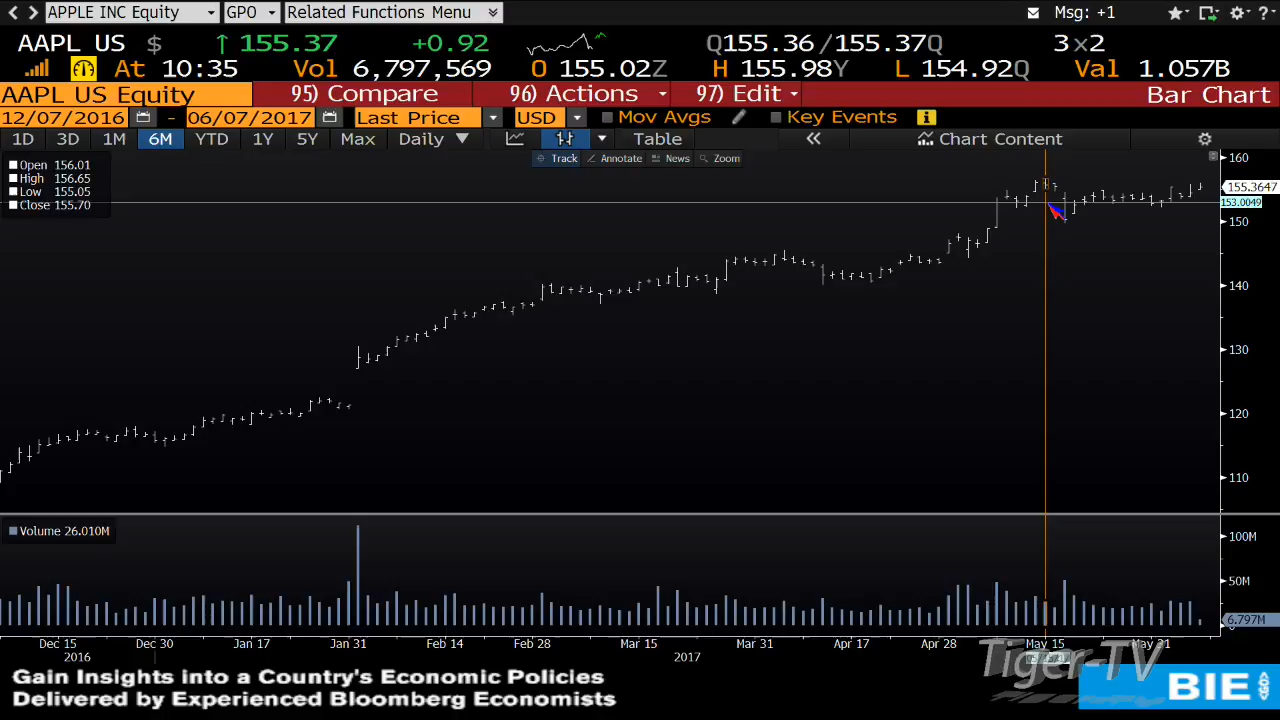 APPLE INC Equity GPO Related Functions Menu Msg: +1
AAPL US $ ↑155.37 +0.92 Q155.36/155.37Q 3x2
At 10:35 Vol 6,797,569 O 155.02Z H 155.98Y L 154.92Q Val 1.057B
AAPL US Equity 95) Compare 96) Actions 97) Edit Bar Chart
12/07/2016 - 06/07/2017 Last Price USD Mov Avgs Key Events
1D 3D 1M 6M YTD 1Y 5Y Max Daily ▼ Table « Chart Content
Track Annotate News Zoom
Open 156.01
High 156.65
Low 155.05
Close 155.70
160
155.3647
153.0049
150
140
130
120
110
Volume 26.010M
100M
50M
6.797M
0
Dec 15 Dec 30 Jan 17 Jan 31 Feb 14 Feb 28 Mar 15 Mar 31 Apr 17 Apr 28 May 15 May 31
2016 2017
Tiger-TV
Gain Insights into a Country's Economic Policies
Delivered by Experienced Bloomberg Economists
BIE